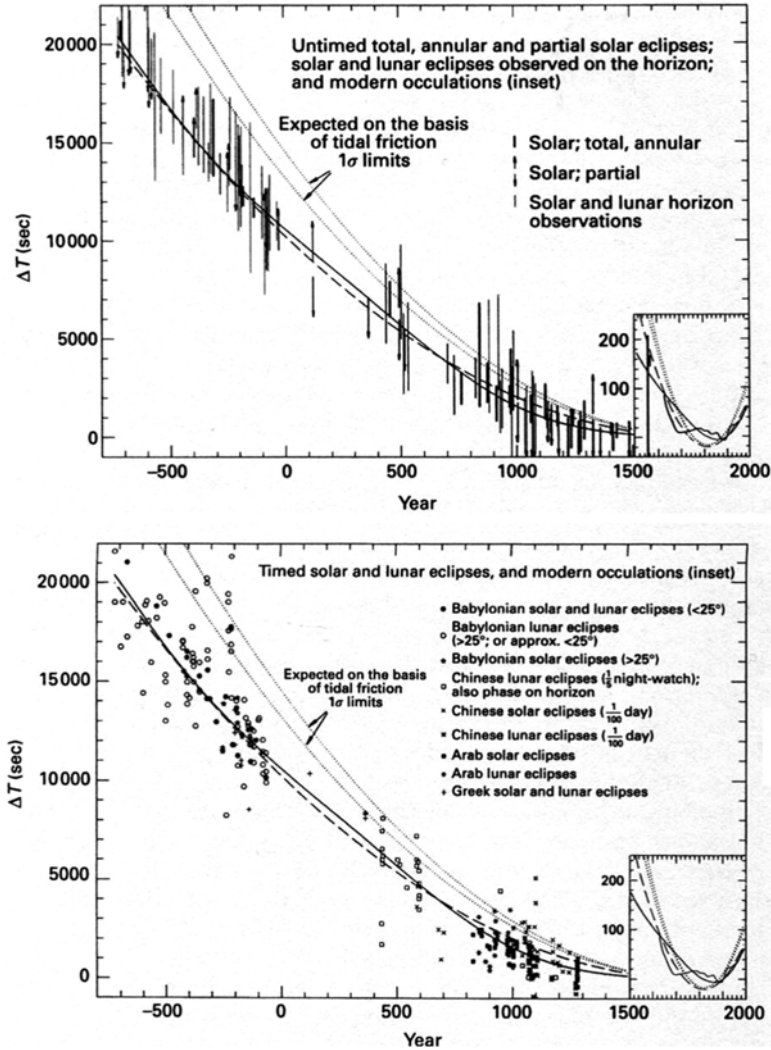 Untimed total, annular and partial solar eclipses;
solar and lunar eclipses observed on the horizon;
and modern occulations (inset)
Expected on the basis
of tidal friction
1σ limits
Solar; total, annular
Solar; partial
Solar and lunar horizon
observations
ΔT (sec)
20000
15000
10000
5000
0
200
100
0
−500
0
500
1000
1500
2000
Year
Timed solar and lunar eclipses, and modern occulations (inset)
Babylonian solar and lunar eclipses (<25°)
Babylonian lunar eclipses
(>25°; or approx. <25°)
Babylonian solar eclipses (>25°)
Chinese lunar eclipses (1/5 night-watch);
also phase on horizon
Chinese solar eclipses (1/100 day)
Chinese lunar eclipses (1/100 day)
Arab solar eclipses
Arab lunar eclipses
Greek solar and lunar eclipses
Expected on the basis
of tidal friction
1σ limits
ΔT (sec)
20000
15000
10000
5000
0
200
100
0
−500
0
500
1000
1500
2000
Year